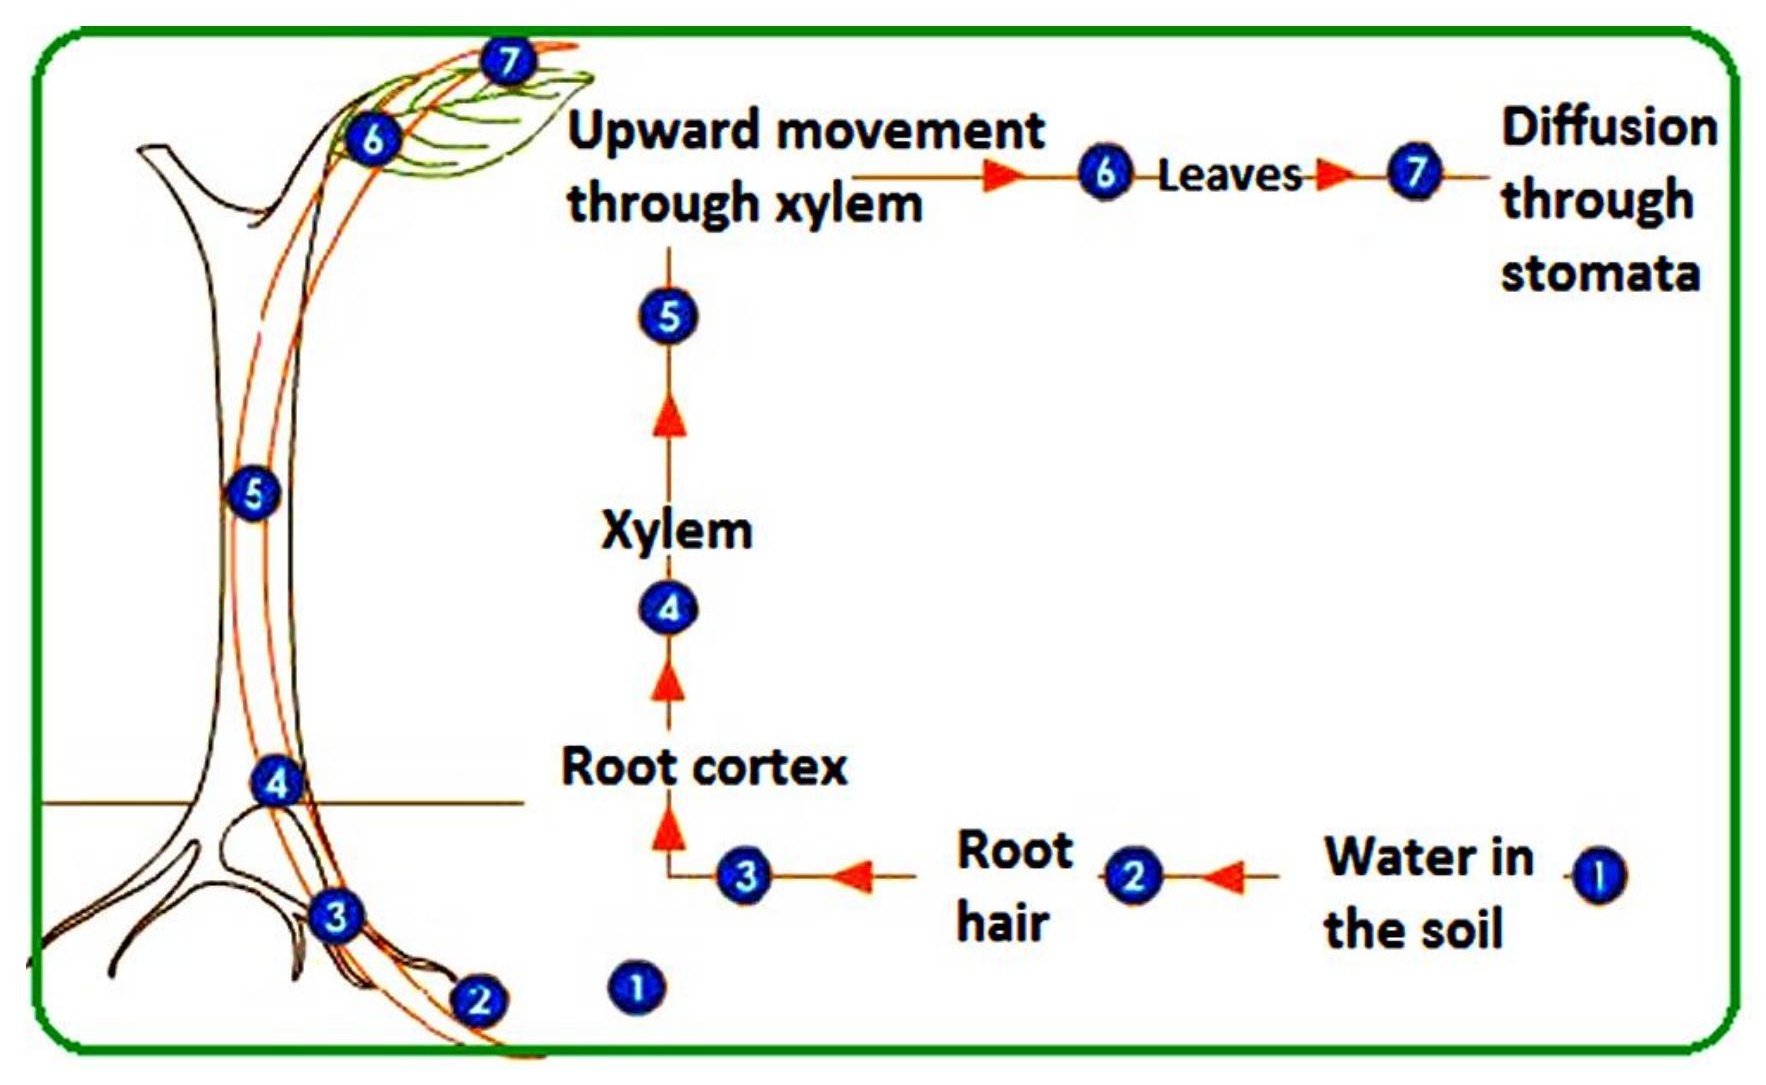 7
6
5
4
3
2
1
Upward movement
through xylem
6
Leaves
7
Diffusion
through
stomata
5
Xylem
4
Root cortex
3
Root
hair
2
Water in
the soil
1